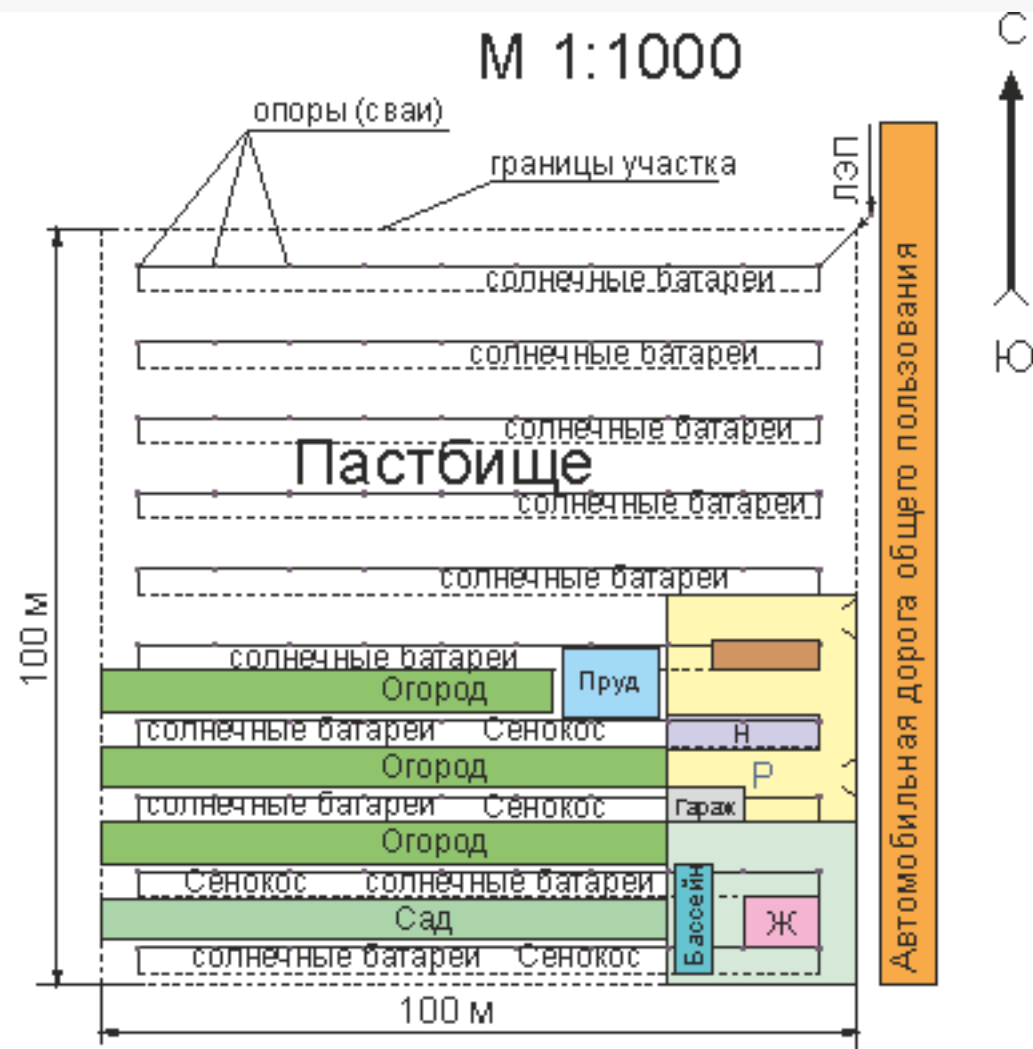 М 1:1000
С
опоры (сваи)
границы участка
ЛЭП
солнечные батареи
Ю
солнечные батареи
солнечные батареи
Пастбище
солнечные батареи
солнечные батареи
100 м
солнечные батареи
Пруд
Огород
солнечные батареи Сенокос
Н
Огород
Р
солнечные батареи Сенокос
Гараж
Огород
Сенокос солнечные батареи
Бассейн
Сад
Ж
солнечные батареи Сенокос
Автомобильная дорога общего пользования
100 м